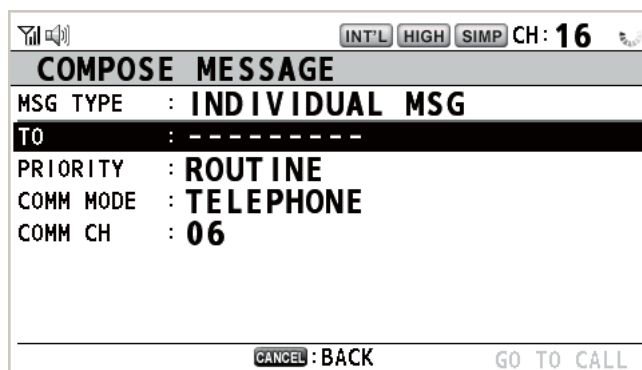 INT'L HIGH SIMP CH: 16
COMPOSE MESSAGE
MSG TYPE : INDIVIDUAL MSG
TO : ---------
PRIORITY : ROUTINE
COMM MODE : TELEPHONE
COMM CH : 06
CANCEL : BACK GO TO CALL